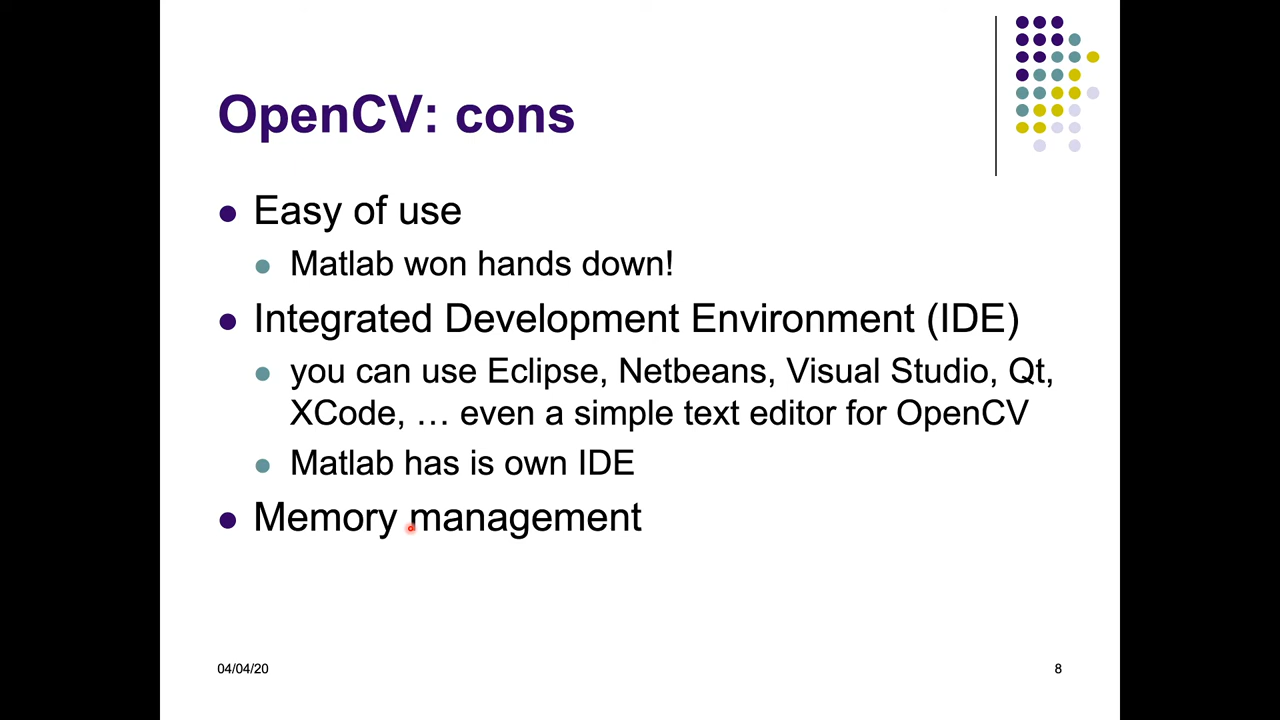 OpenCV: cons
Easy of use
Matlab won hands down!
Integrated Development Environment (IDE)
you can use Eclipse, Netbeans, Visual Studio, Qt,
XCode, … even a simple text editor for OpenCV
Matlab has is own IDE
Memory management
04/04/20
8